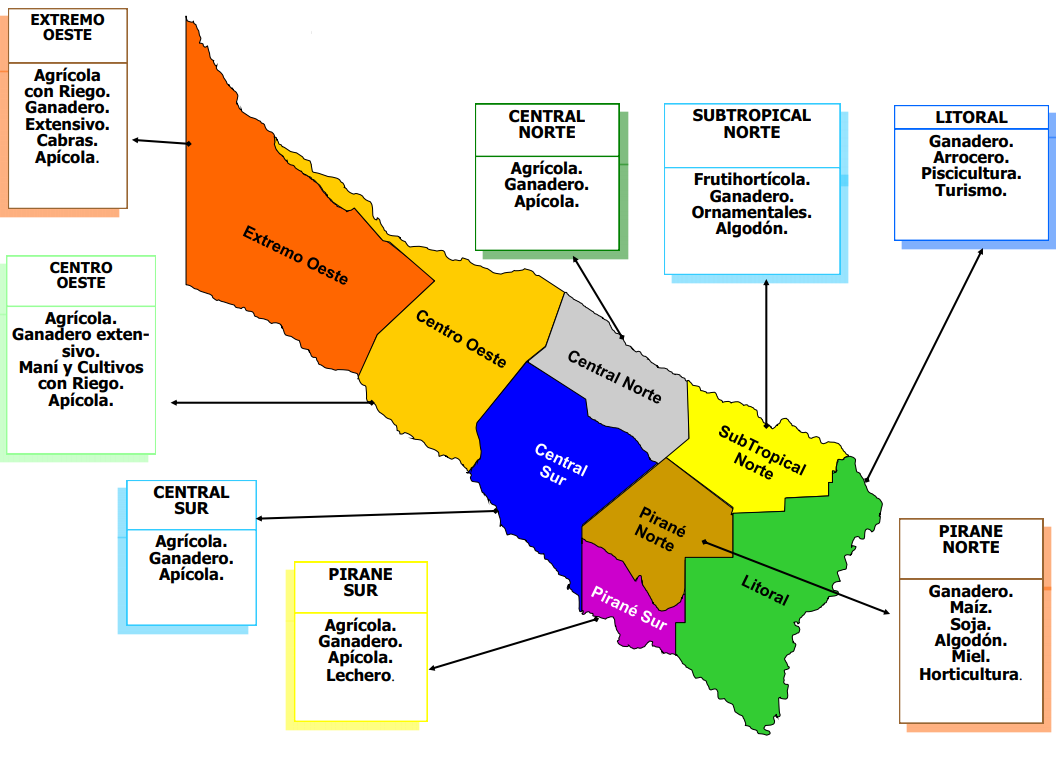 EXTREMO
OESTE
Agrícola
con Riego.
Ganadero.
Extensivo.
Cabras.
Apícola.
CENTRAL
NORTE
Agrícola.
Ganadero.
Apícola.
SUBTROPICAL
NORTE
Frutihortícola.
Ganadero.
Ornamentales.
Algodón.
LITORAL
Ganadero.
Arrocero.
Piscicultura.
Turismo.
CENTRO
OESTE
Agrícola.
Ganadero exten-
sivo.
Maní y Cultivos
con Riego.
Apícola.
Extremo Oeste
Centro Oeste
Central Norte
SubTropical
Norte
Central
Sur
Pirané
Norte
Litoral
Pirané Sur
CENTRAL
SUR
Agrícola.
Ganadero.
Apícola.
PIRANE
SUR
Agrícola.
Ganadero.
Apícola.
Lechero.
PIRANE
NORTE
Ganadero.
Maíz.
Soja.
Algodón.
Miel.
Horticultura.